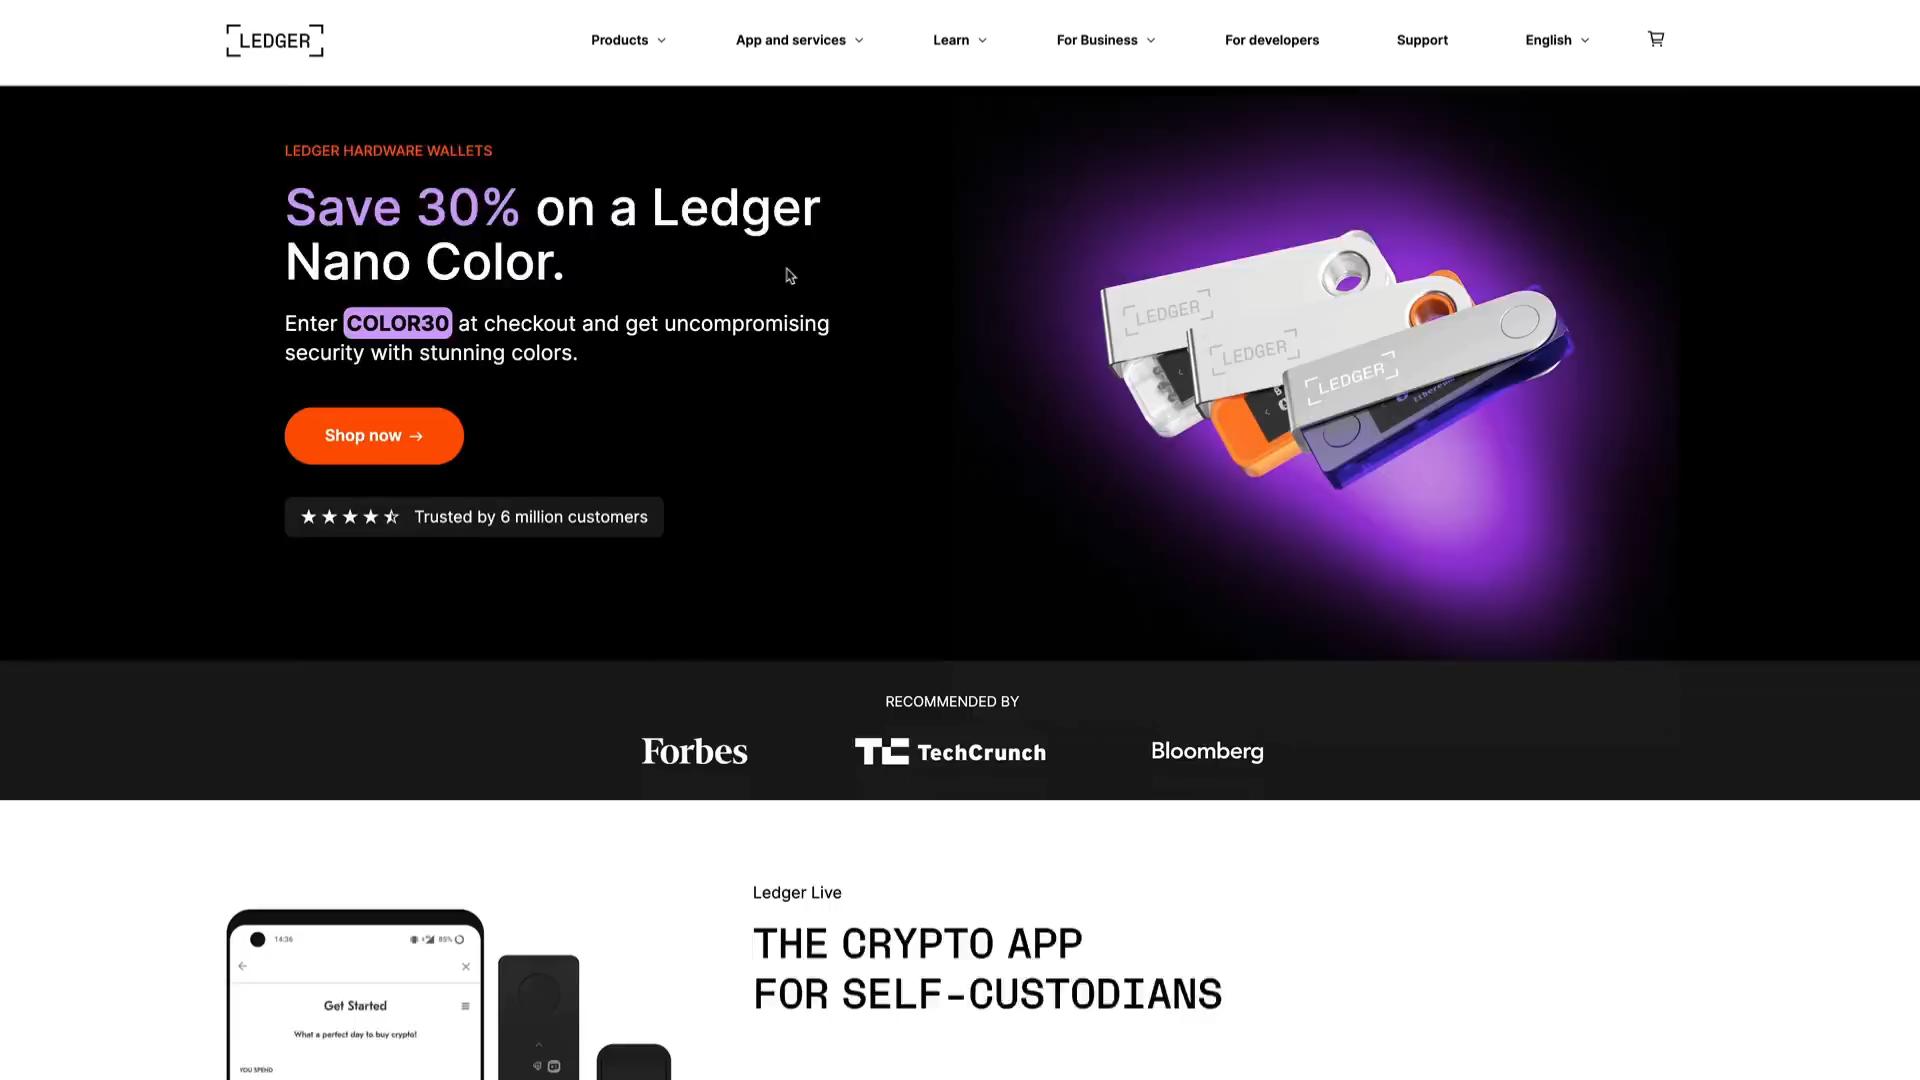 LEDGER
Products
App and services
Learn
For Business
For developers
Support
English
LEDGER HARDWARE WALLETS
Save 30% on a Ledger
Nano Color.
Enter COLOR30 at checkout and get uncompromising
security with stunning colors.
Shop now →
Trusted by 6 million customers
LEDGER
LEDGER
LEDGER
Ethereum
RECOMMENDED BY
Forbes
TC TechCrunch
Bloomberg
Ledger Live
THE CRYPTO APP
FOR SELF-CUSTODIANS
14:36
85%
Get Started
What a perfect day to buy crypto!
YOU SPEND